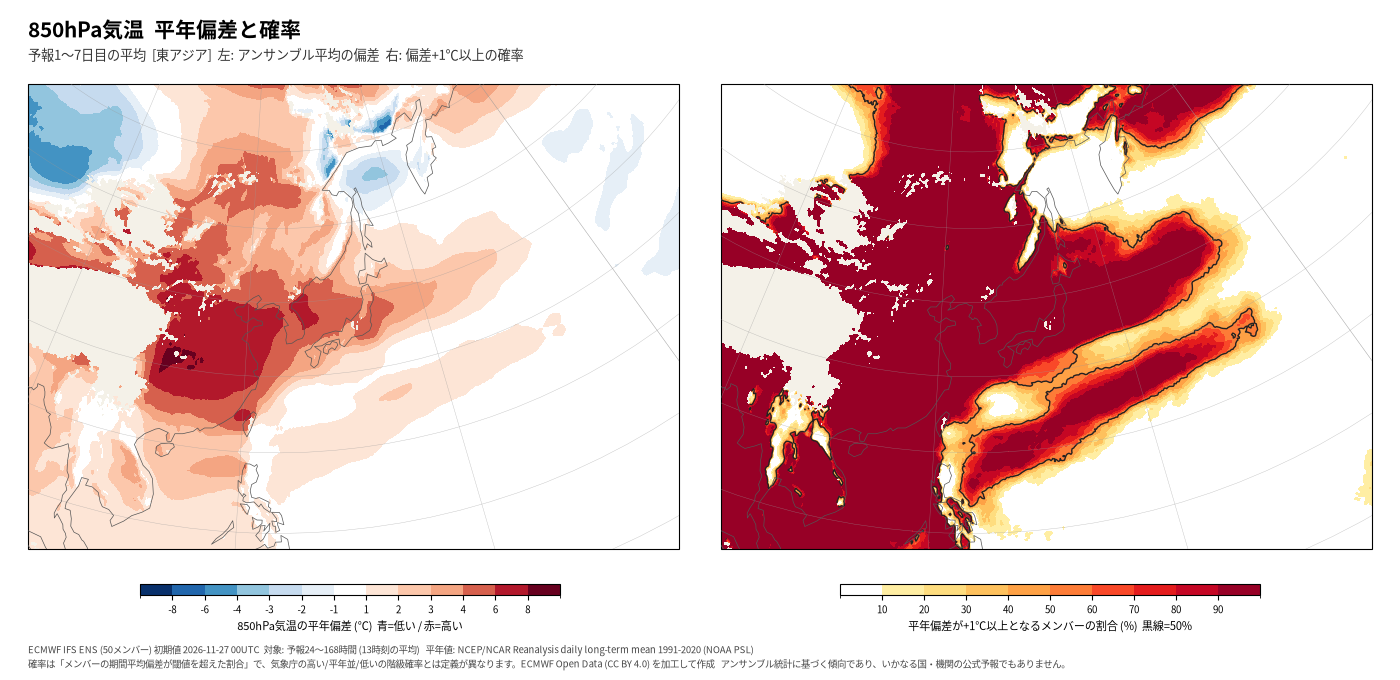 850hPa気温 平年偏差と確率
予報1〜7日目の平均 [東アジア] 左: アンサンブル平均の偏差 右: 偏差+1℃以上の確率
-8 -6 -4 -3 -2 -1 1 2 3 4 6 8
850hPa気温の平年偏差 (℃) 青=低い / 赤=高い
10 20 30 40 50 60 70 80 90
平年偏差が+1℃以上となるメンバーの割合 (%) 黒線=50%
ECMWF IFS ENS (50メンバー) 初期値 2026-11-27 00UTC 対象: 予報24〜168時間 (13時刻の平均) 平年値: NCEP/NCAR Reanalysis daily long-term mean 1991-2020 (NOAA PSL)
確率は「メンバーの期間平均偏差が閾値を超えた割合」で、気象庁の高い/平年並/低いの階級確率とは定義が異なります。ECMWF Open Data (CC BY 4.0) を加工して作成 アンサンブル統計に基づく傾向であり、いかなる国・機関の公式予報でもありません。